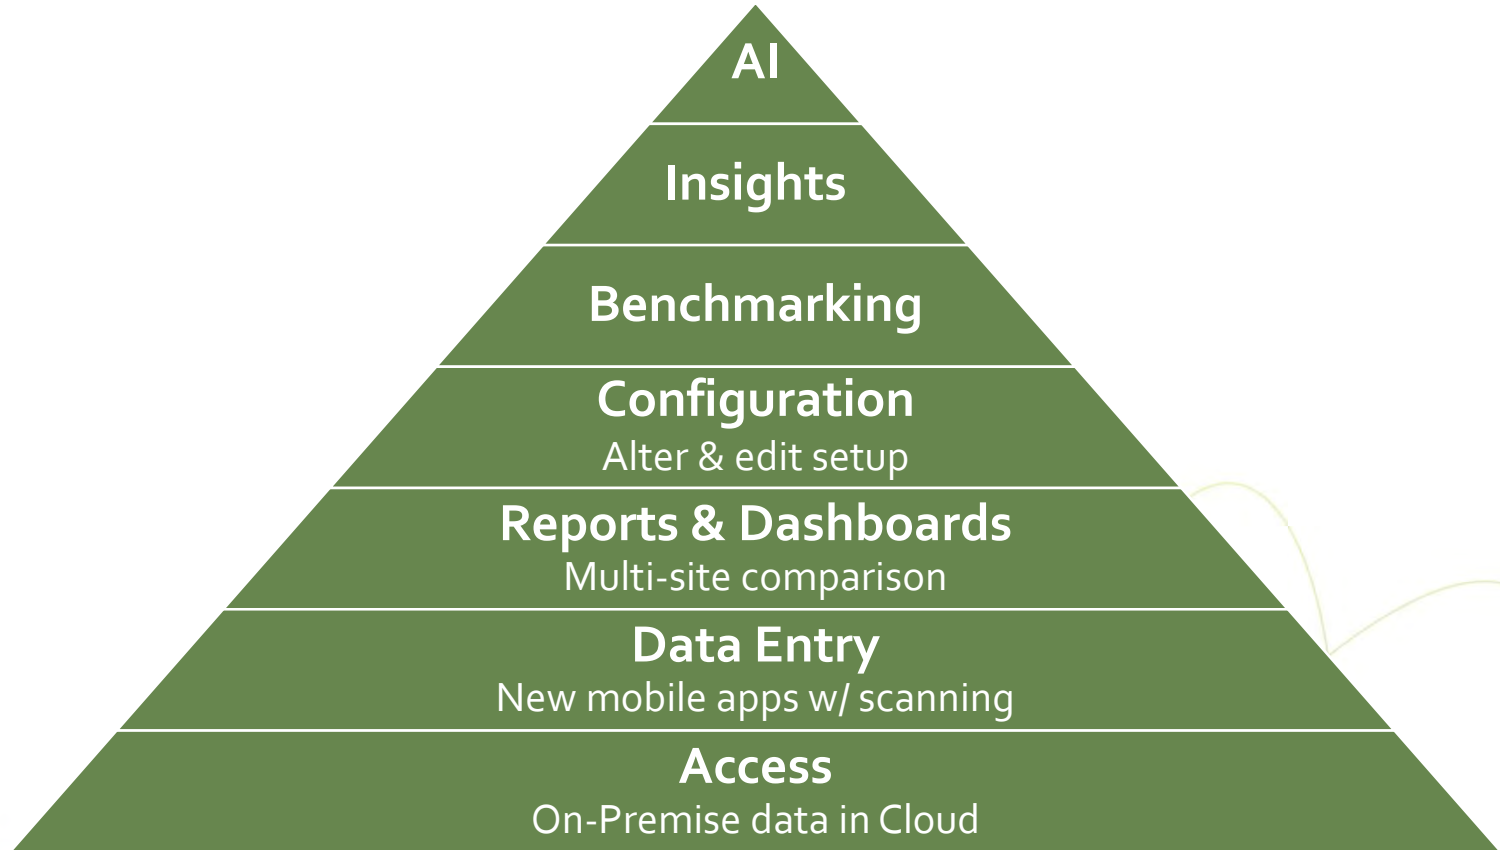 AI
Insights
Benchmarking
Configuration
Alter & edit setup
Reports & Dashboards
Multi-site comparison
Data Entry
New mobile apps w/ scanning
Access
On-Premise data in Cloud